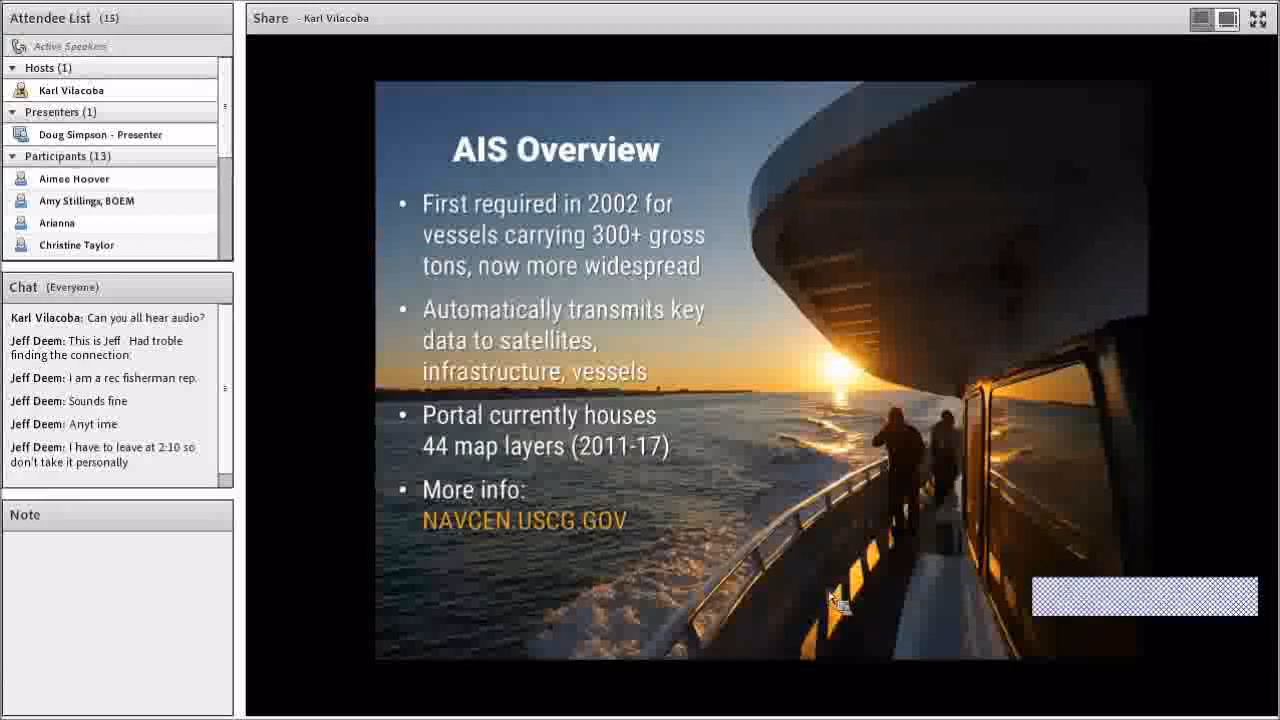 Attendee List (15)
Active Speakers
Hosts (1)
Karl Vilacoba
Presenters (1)
Doug Simpson - Presenter
Participants (13)
Aimee Hoover
Amy Stillings, BOEM
Arianna
Christine Taylor
Chat (Everyone)
Karl Vilacoba: Can you all hear audio?
Jeff Deem: This is Jeff Had troble
finding the connection.
Jeff Deem: I am a rec fisherman rep.
Jeff Deem: Sounds fine
Jeff Deem: Anyt ime
Jeff Deem: I have to leave at 2:10 so
don't take it personally
Note
Share - Karl Vilacoba
AIS Overview
• First required in 2002 for
vessels carrying 300+ gross
tons, now more widespread
• Automatically transmits key
data to satellites,
infrastructure, vessels
• Portal currently houses
44 map layers (2011-17)
• More info:
NAVCEN.USCG.GOV